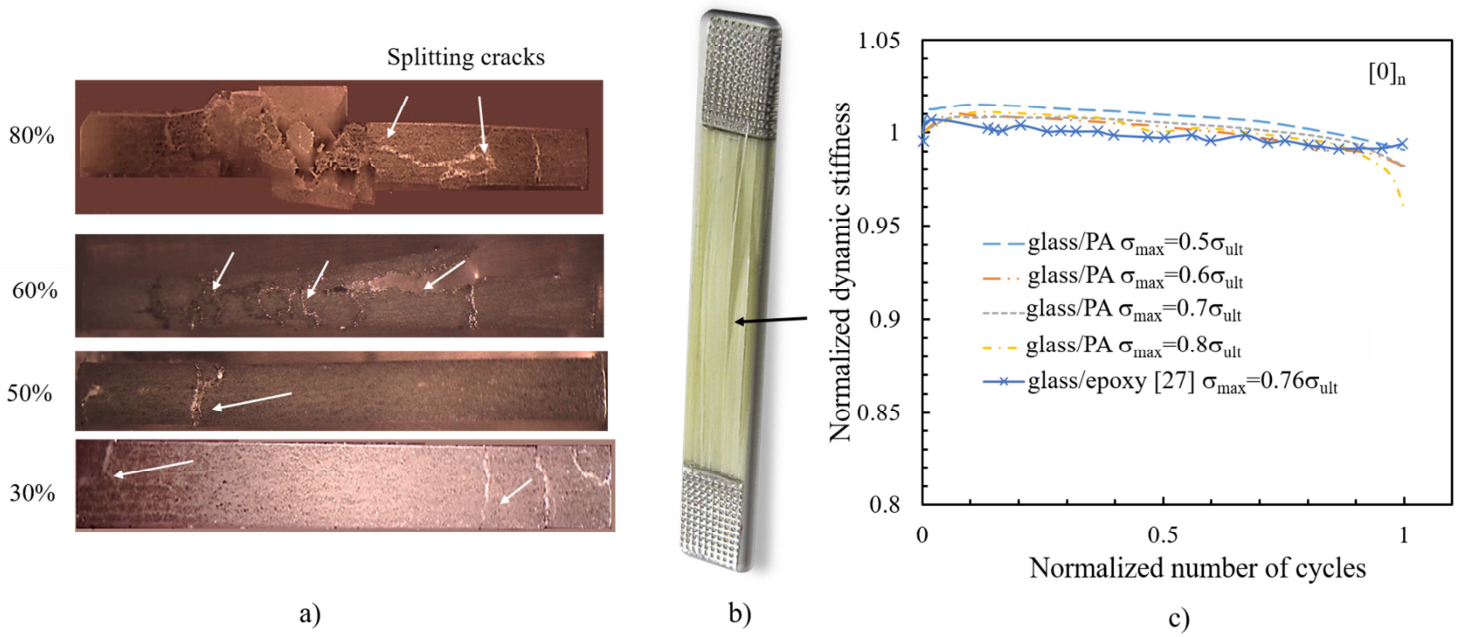 Splitting cracks
80%
60%
50%
30%
a)
b)
Normalized dynamic stiffness
1.05
1
0.95
0.9
0.85
0.8
[0]n
glass/PA σmax=0.5σult
glass/PA σmax=0.6σult
glass/PA σmax=0.7σult
glass/PA σmax=0.8σult
glass/epoxy [27] σmax=0.76σult
0
0.5
1
Normalized number of cycles
c)